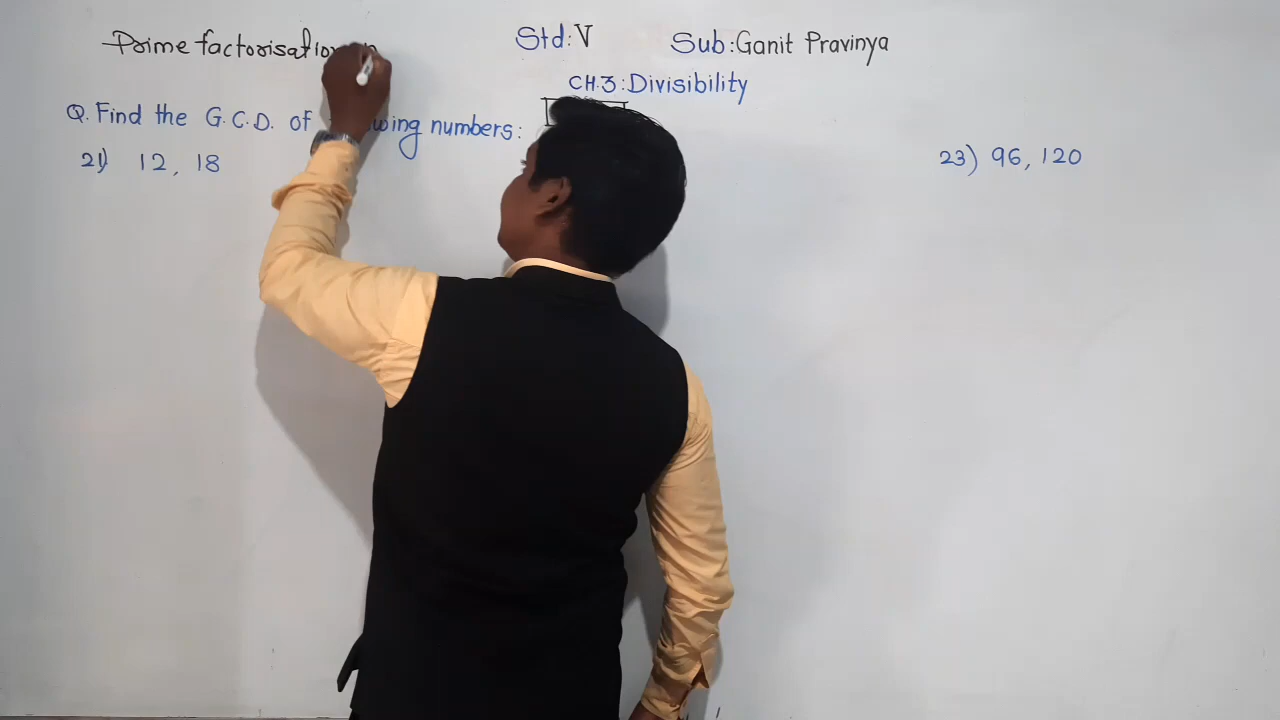 Prime factorisation
Std:V Sub:Ganit Pravinya
CH.3:Divisibility
Q. Find the G.C.D. of numbers:
21) 12, 18
23) 96, 120